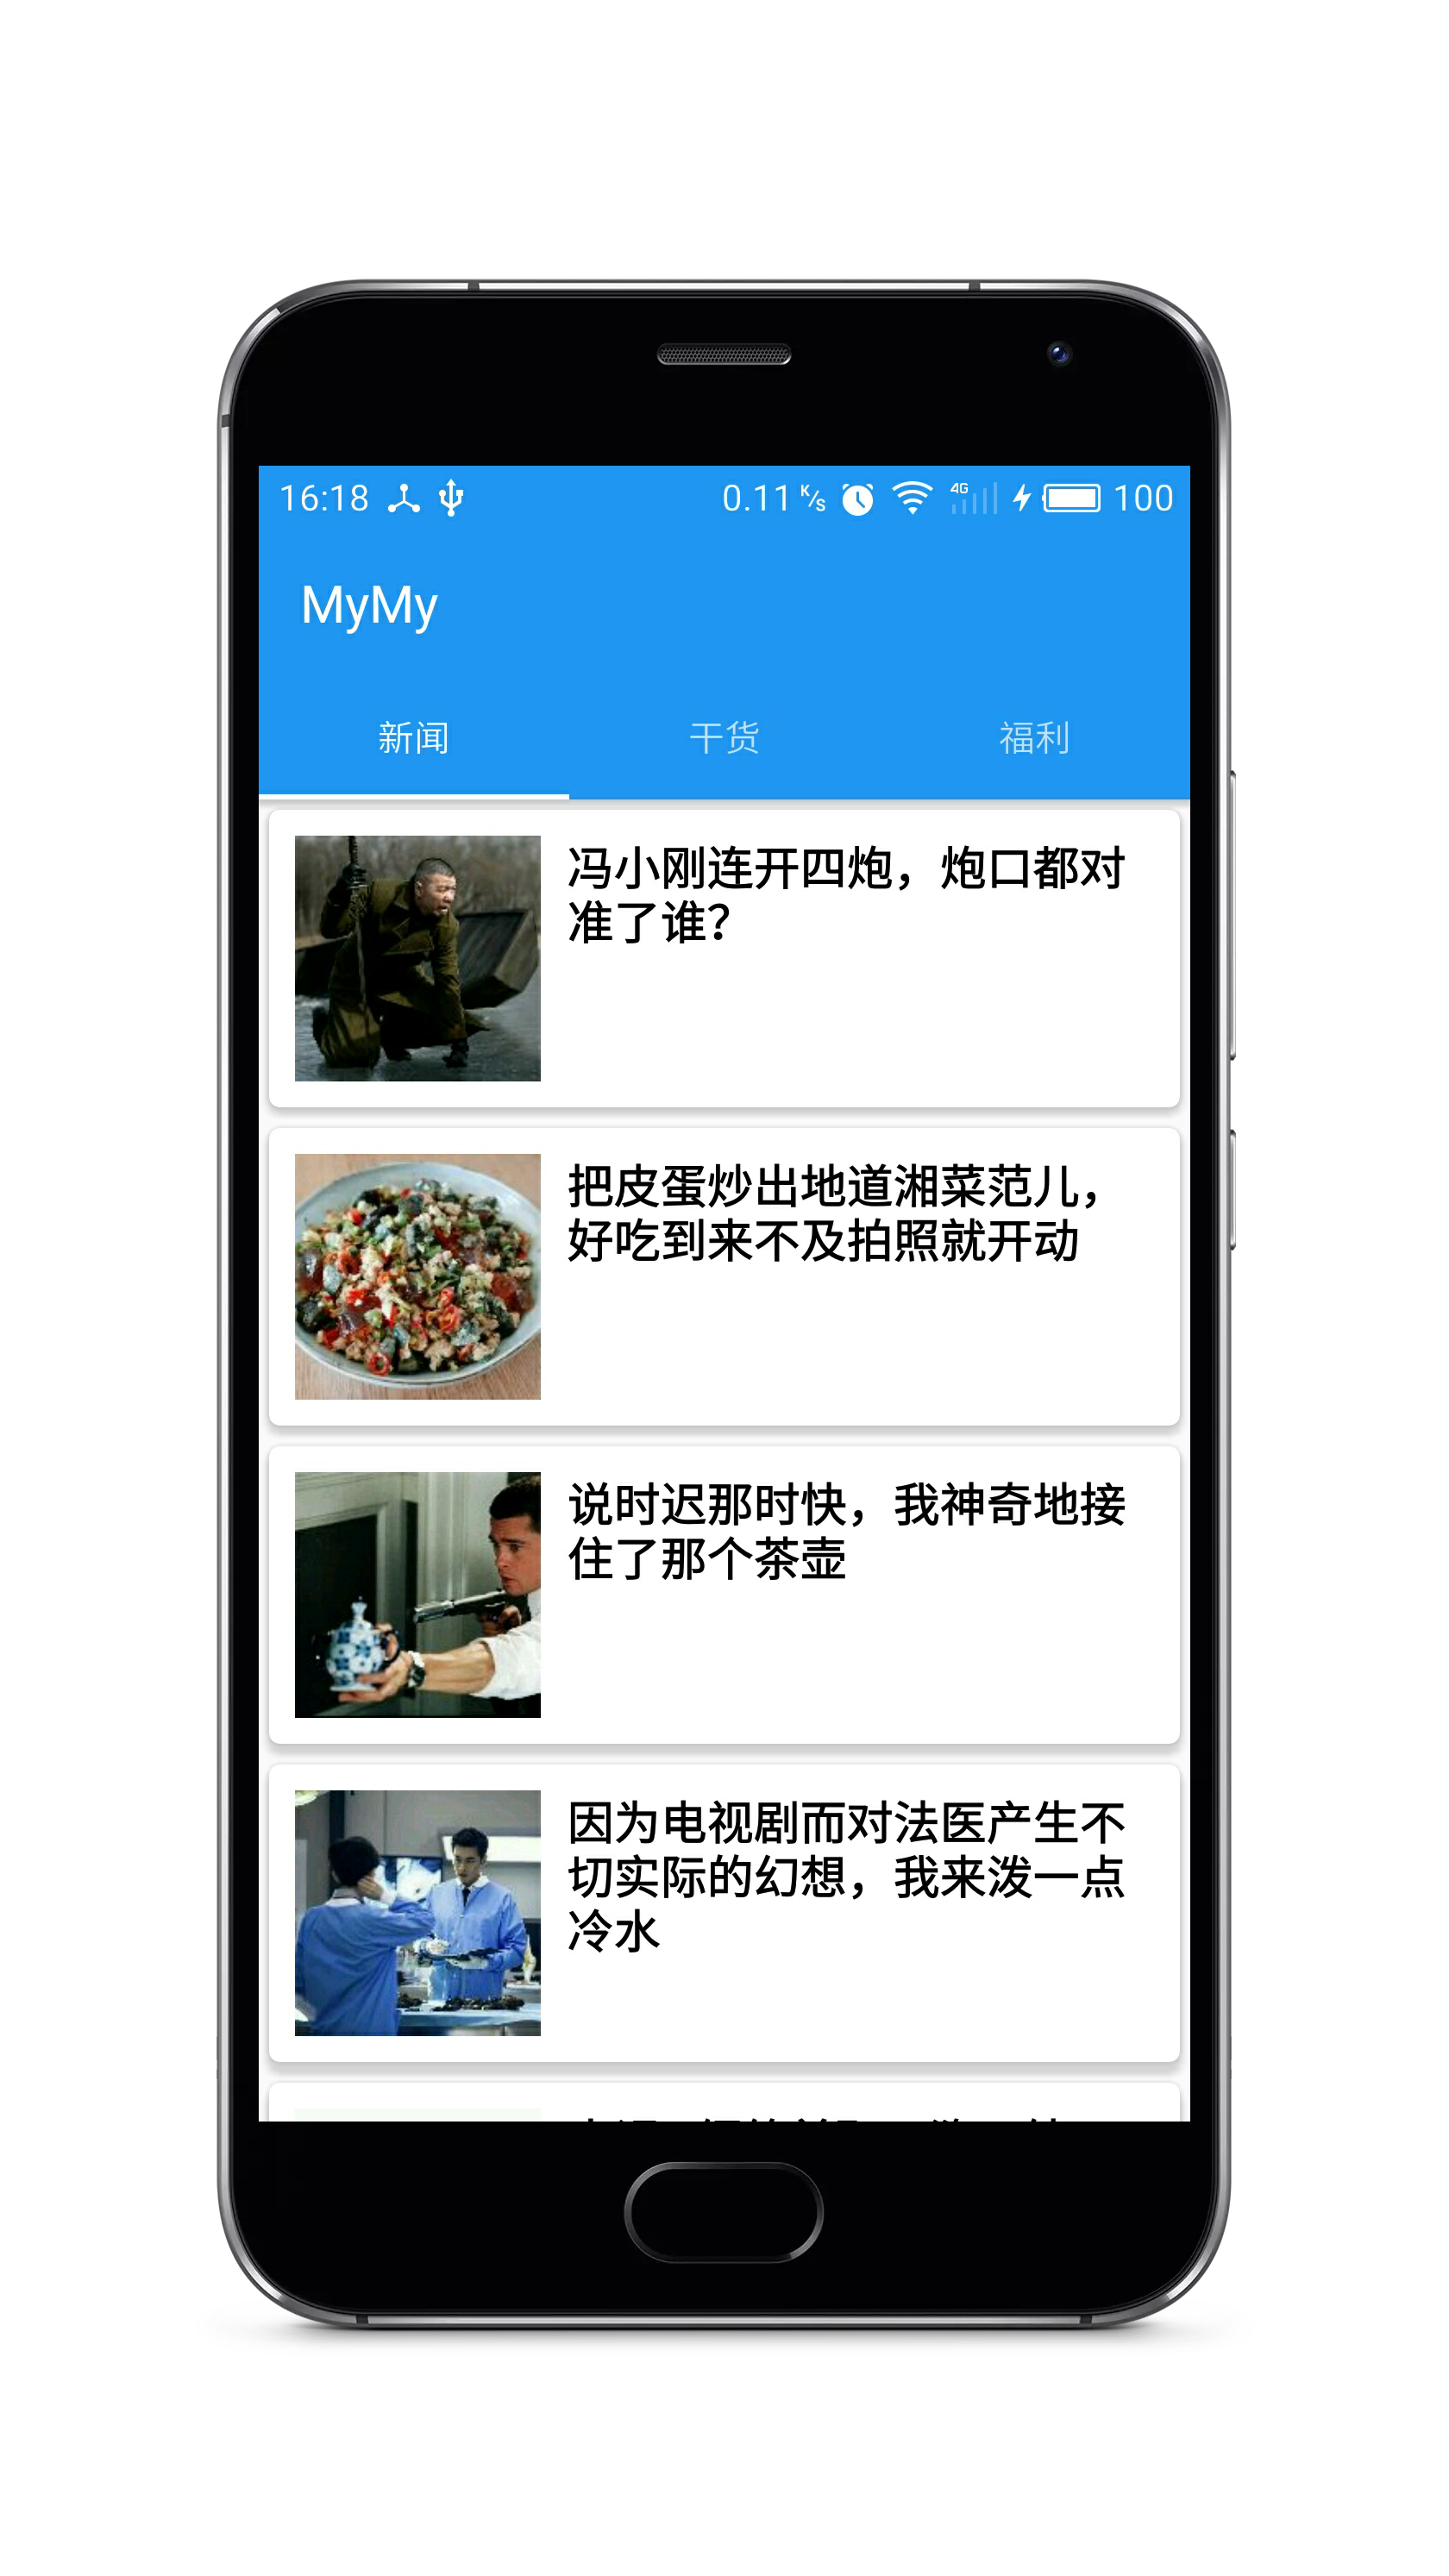 16:18 0.11 K/s 4G 100
MyMy
新闻 干货 福利
冯小刚连开四炮，炮口都对
准了谁？
把皮蛋炒出地道湘菜范儿，
好吃到来不及拍照就开动
说时迟那时快，我神奇地接
住了那个茶壶
因为电视剧而对法医产生不
切实际的幻想，我来泼一点
冷水